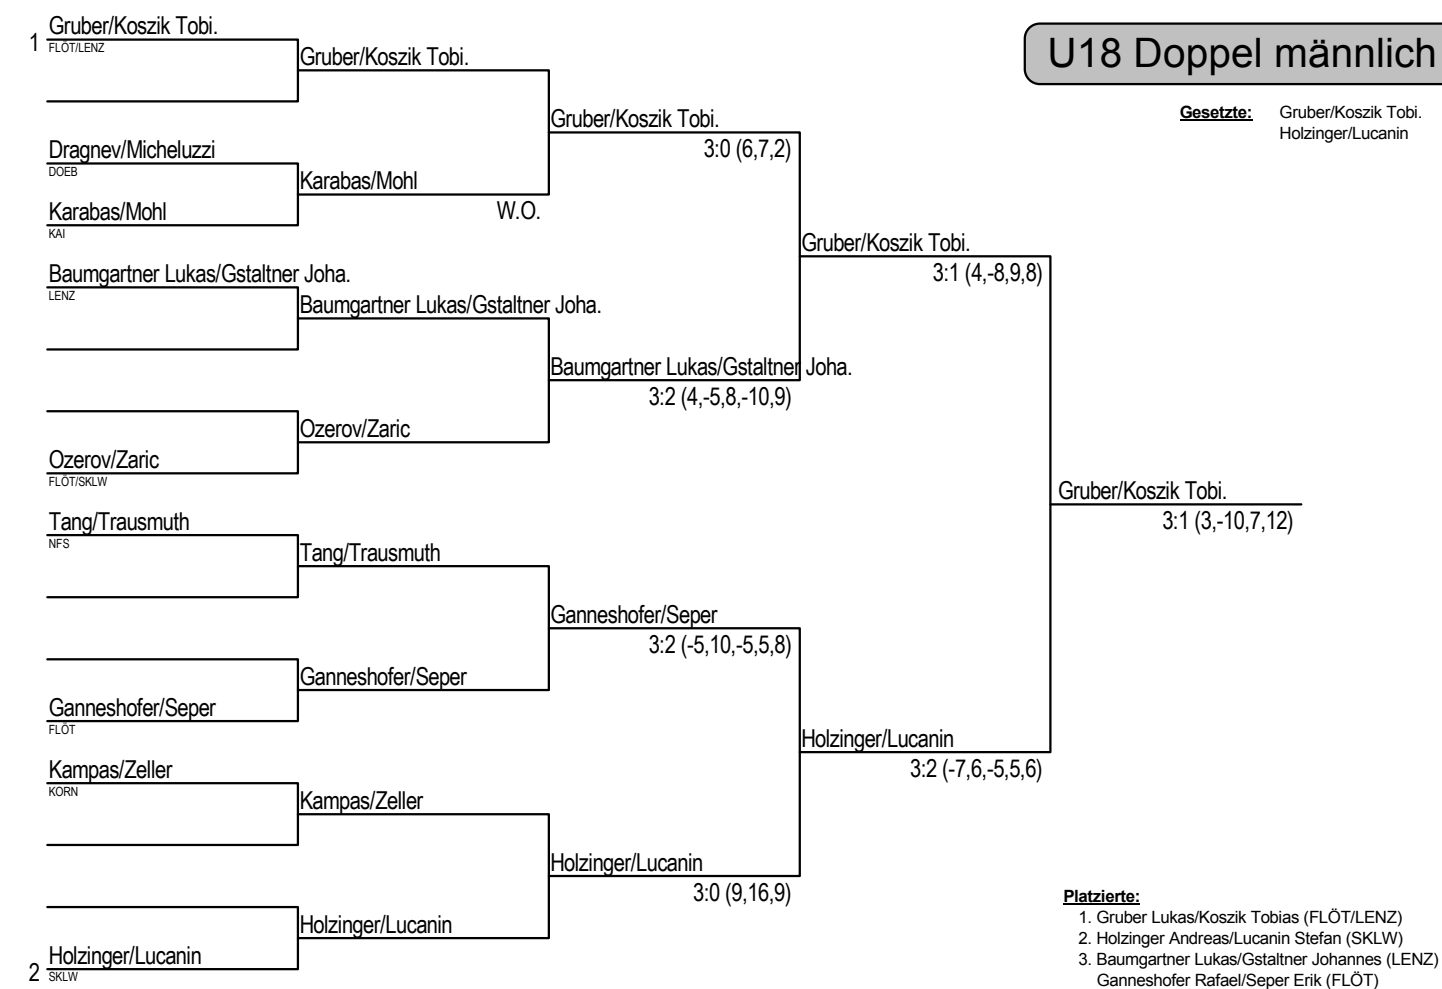 U18 Doppel männlich
Gesetzte: Gruber/Koszik Tobi.
Holzinger/Lucanin
1 Gruber/Koszik Tobi.
FLÖT/LENZ
Dragnev/Micheluzzi
DOEB
Karabas/Mohl
KAI
Baumgartner Lukas/Gstaltner Joha.
LENZ
Ozerov/Zaric
FLÖT/SKLW
Tang/Trausmuth
NFS
Ganneshofer/Seper
FLÖT
Kampas/Zeller
KORN
2 Holzinger/Lucanin
SKLW
Gruber/Koszik Tobi.
Karabas/Mohl
W.O.
Baumgartner Lukas/Gstaltner Joha.
Ozerov/Zaric
Tang/Trausmuth
Ganneshofer/Seper
Kampas/Zeller
Holzinger/Lucanin
Gruber/Koszik Tobi.
3:0 (6,7,2)
Baumgartner Lukas/Gstaltner Joha.
3:2 (4,-5,8,-10,9)
Ganneshofer/Seper
3:2 (-5,10,-5,5,8)
Holzinger/Lucanin
3:0 (9,16,9)
Gruber/Koszik Tobi.
3:1 (4,-8,9,8)
Holzinger/Lucanin
3:2 (-7,6,-5,5,6)
Gruber/Koszik Tobi.
3:1 (3,-10,7,12)
Platzierte:
1. Gruber Lukas/Koszik Tobias (FLÖT/LENZ)
2. Holzinger Andreas/Lucanin Stefan (SKLW)
3. Baumgartner Lukas/Gstaltner Johannes (LENZ)
Ganneshofer Rafael/Seper Erik (FLÖT)